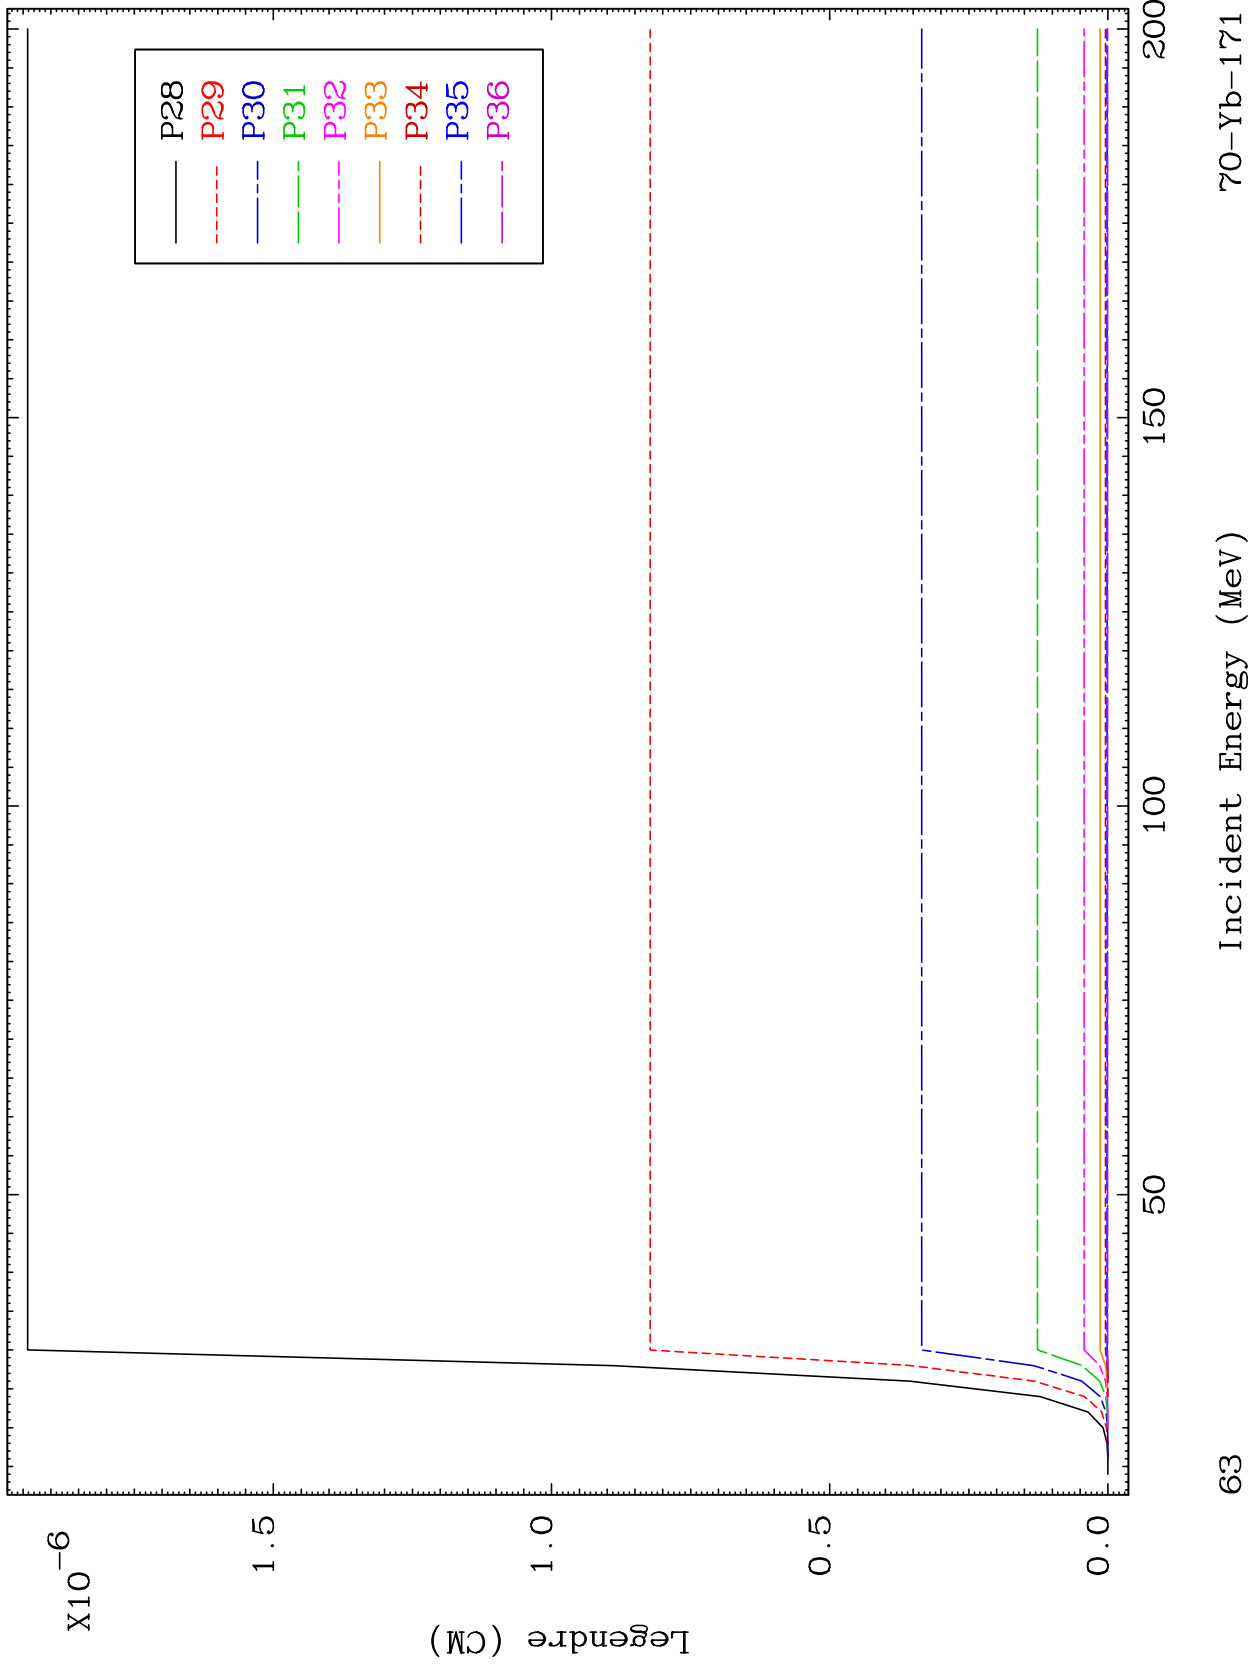 X10-6
1.5
1.0
0.5
0.0
Legendre (CM)
P28
P29
P30
P31
P32
P33
P34
P35
P36
50
100
150
200
63
Incident Energy (MeV)
70-Yb-171